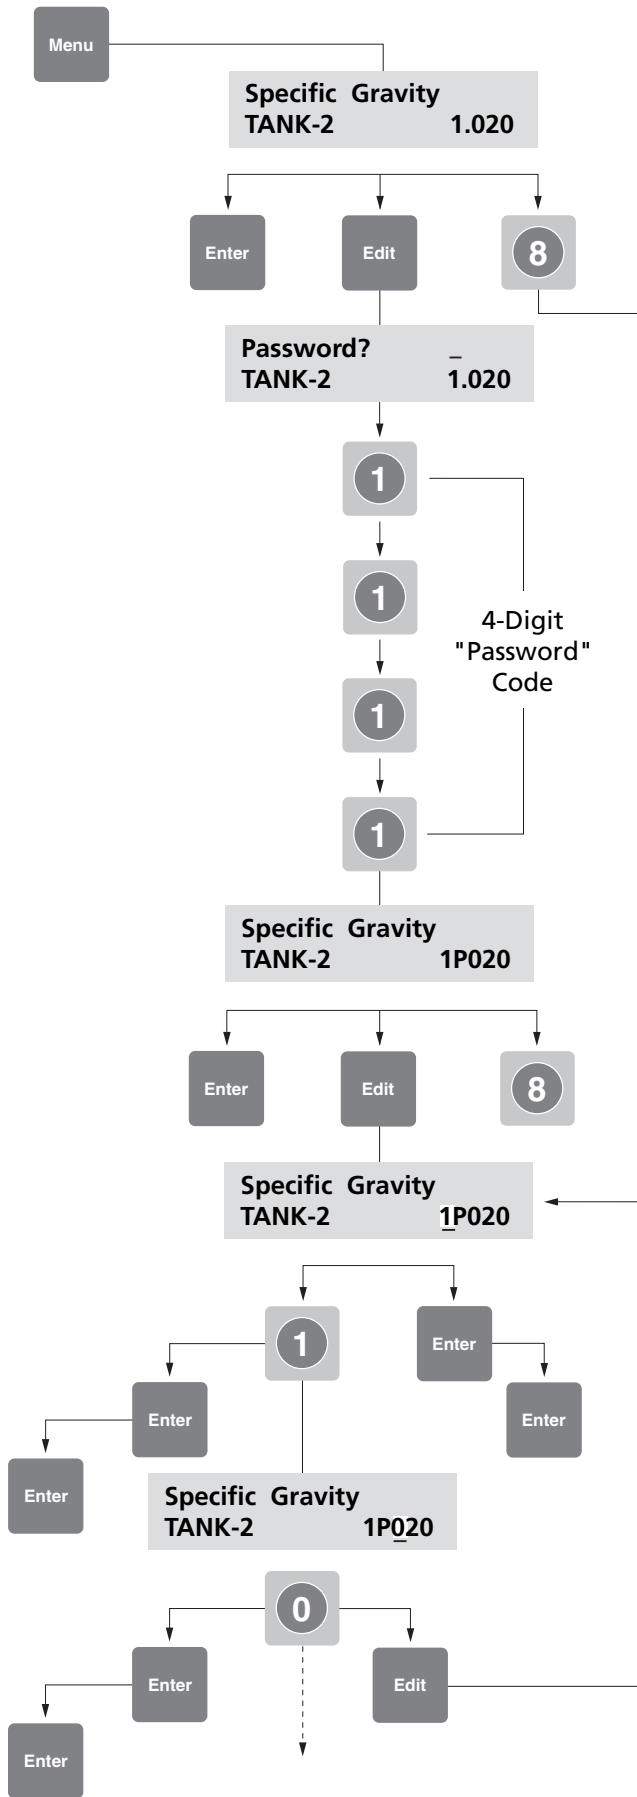 Menu
Specific Gravity
TANK-2 1.020
Enter
Edit
8
Password? _
TANK-2 1.020
1
1
1
1
4-Digit
"Password"
Code
Specific Gravity
TANK-2 1P020
Enter
Edit
8
Specific Gravity
TANK-2 1P020
1
Enter
Enter
Enter
Enter
Specific Gravity
TANK-2 1P020
0
Enter
Edit
Enter